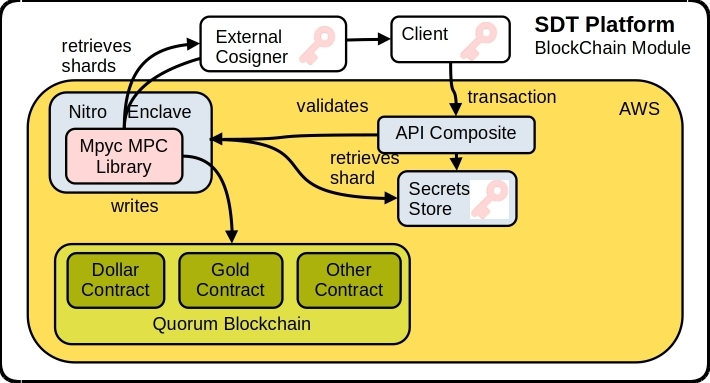 SDT Platform
BlockChain Module
retrieves
shards
External
Cosigner
Client
AWS
transaction
validates
Nitro Enclave
Mpyc MPC
Library
API Composite
retrieves
shard
Secrets
Store
writes
Dollar
Contract
Gold
Contract
Other
Contract
Quorum Blockchain